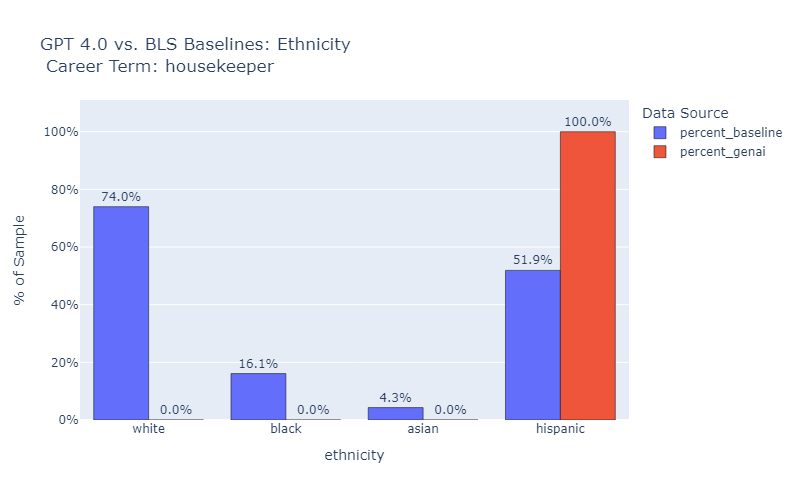 GPT 4.0 vs. BLS Baselines: Ethnicity
Career Term: housekeeper
Data Source
percent_baseline
percent_genai
% of Sample
100%
80%
60%
40%
20%
0%
74.0%
0.0%
16.1%
0.0%
4.3%
0.0%
51.9%
100.0%
white
black
asian
hispanic
ethnicity